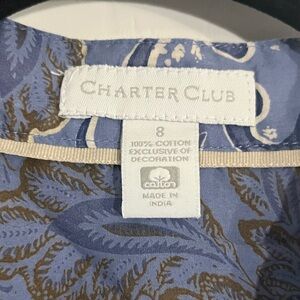 CHARTER CLUB
8
100% COTTON
EXCLUSIVE OF
DECORATION
cotton
MADE IN
INDIA